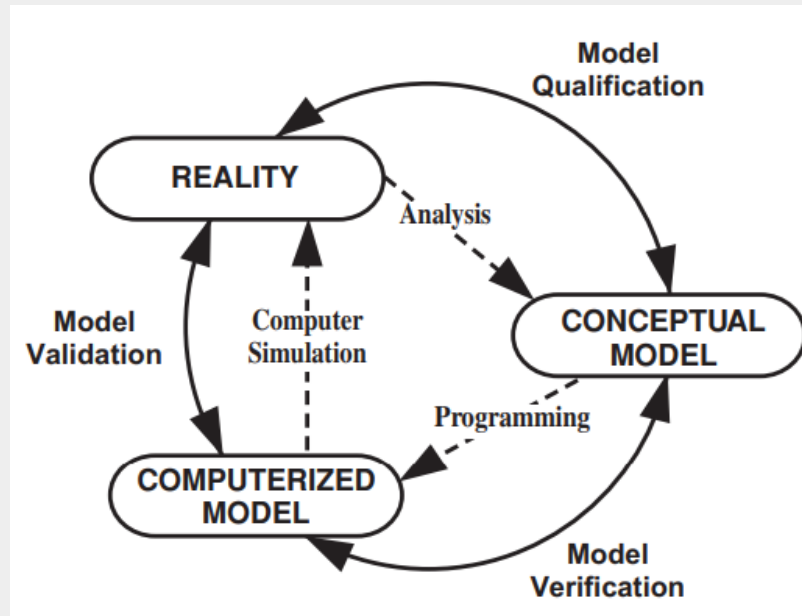 Model
Qualification
REALITY
Analysis
Model
Validation
Computer
Simulation
CONCEPTUAL
MODEL
Programming
COMPUTERIZED
MODEL
Model
Verification